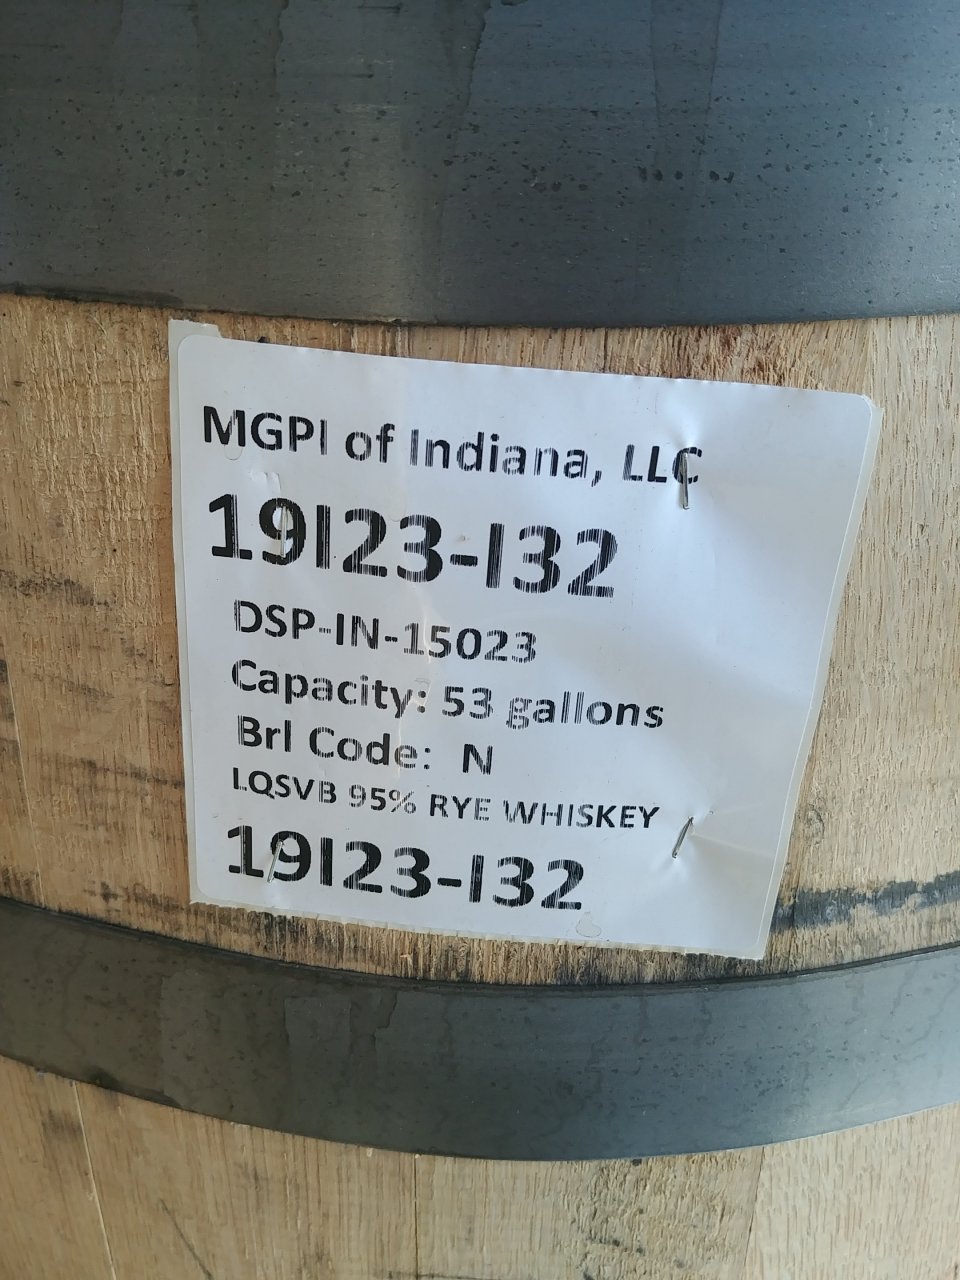 MGPI of Indiana, LLC
19I23-I32
DSP-IN-15023
Capacity: 53 gallons
Brl Code: N
LQSVB 95% RYE WHISKEY
19I23-I32